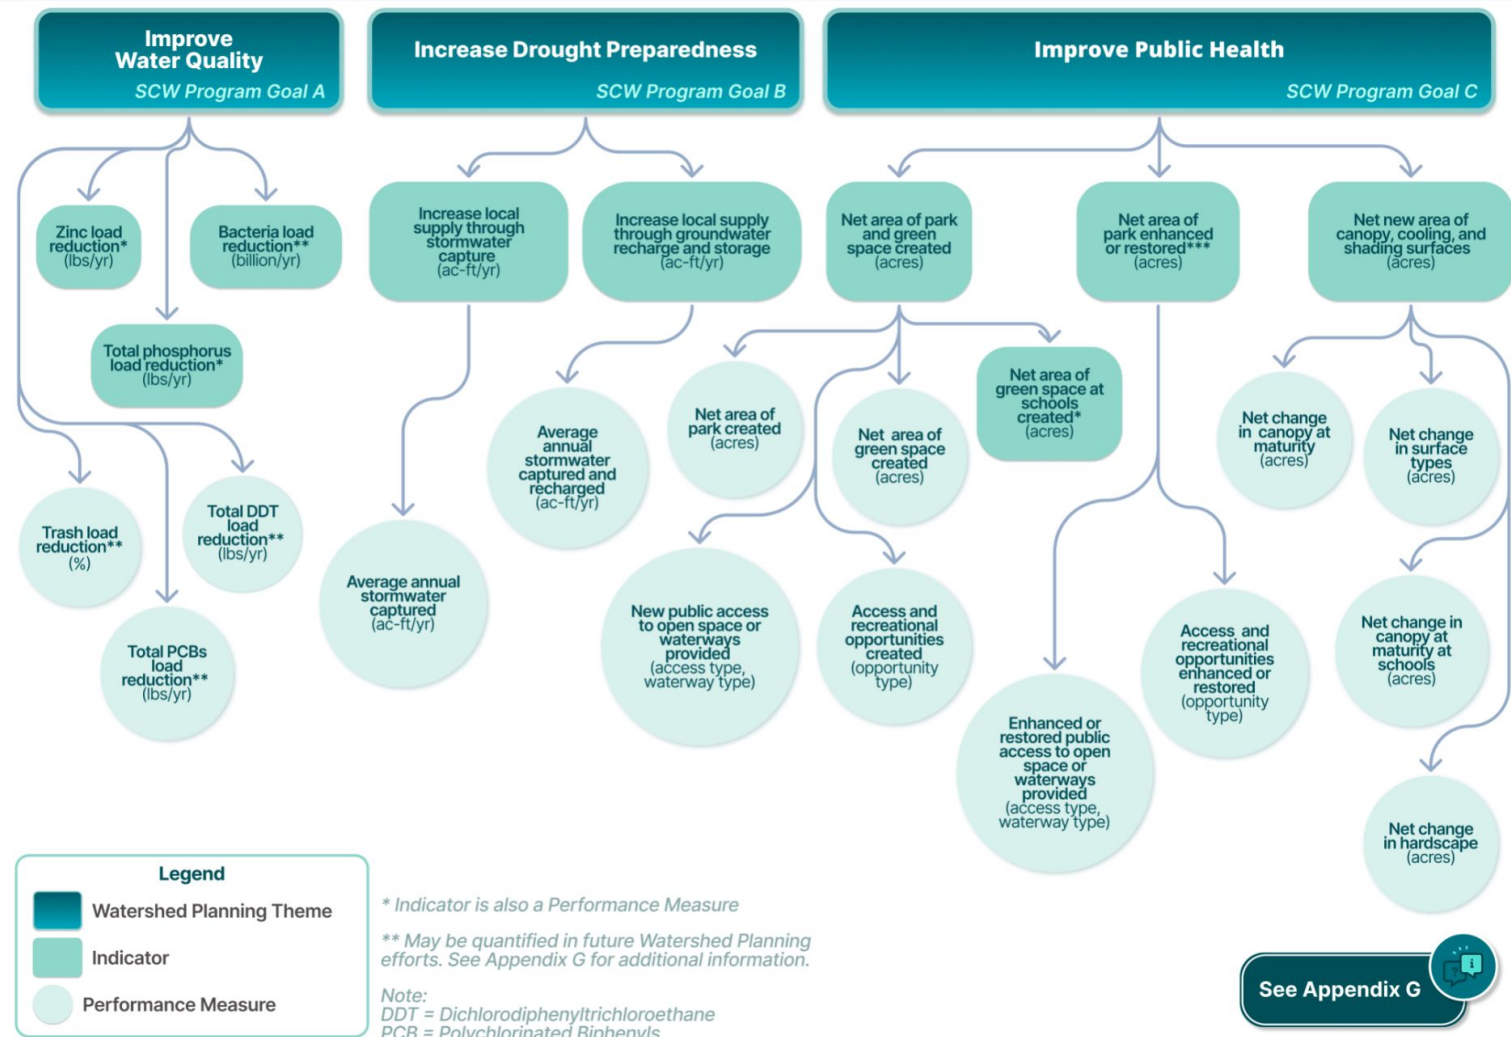 Improve
Water Quality
SCW Program Goal A
Increase Drought Preparedness
SCW Program Goal B
Improve Public Health
SCW Program Goal C
Zinc load
reduction*
(lbs/yr)
Bacteria load
reduction**
(billion/yr)
Total phosphorus
load reduction*
(lbs/yr)
Trash load
reduction**
(%)
Total DDT
load
reduction**
(lbs/yr)
Total PCBs
load
reduction**
(lbs/yr)
Increase local
supply through
stormwater
capture
(ac-ft/yr)
Increase local supply
through groundwater
recharge and storage
(ac-ft/yr)
Average annual
stormwater
captured
(ac-ft/yr)
Average
annual
stormwater
captured and
recharged
(ac-ft/yr)
Net area of park
and green
space created
(acres)
Net area of
park enhanced
or restored***
(acres)
Net new area of
canopy, cooling, and
shading surfaces
(acres)
Net area of
park created
(acres)
Net area of
green space
created
(acres)
Net area of
green space at
schools
created*
(acres)
New public access
to open space or
waterways
provided
(access type,
waterway type)
Access and
recreational
opportunities
created
(opportunity
type)
Enhanced or
restored public
access to open
space or
waterways
provided
(access type,
waterway type)
Access and
recreational
opportunities
enhanced or
restored
(opportunity
type)
Net change
in canopy at
maturity
(acres)
Net change
in surface
types
(acres)
Net change in
canopy at
maturity at
schools
(acres)
Net change
in hardscape
(acres)
Legend
Watershed Planning Theme
Indicator
Performance Measure
* Indicator is also a Performance Measure
** May be quantified in future Watershed Planning
efforts. See Appendix G for additional information.
Note:
DDT = Dichlorodiphenyltrichloroethane
PCB = Polychlorinated Biphenyls
See Appendix G